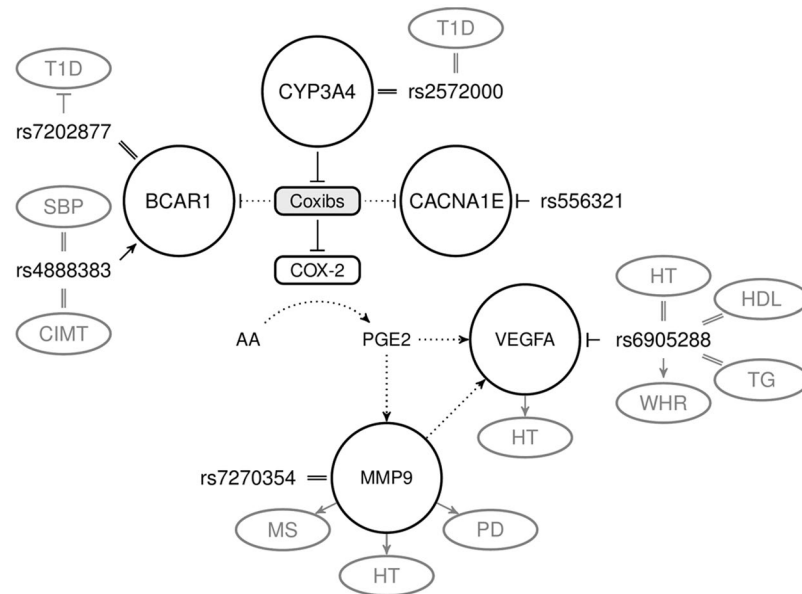 T1D
T1D
CYP3A4
rs2572000
rs7202877
BCAR1
Coxibs
CACNA1E
rs556321
SBP
rs4888383
COX-2
CIMT
HT
HDL
AA
PGE2
VEGFA
rs6905288
TG
WHR
HT
rs7270354
MMP9
MS
PD
HT